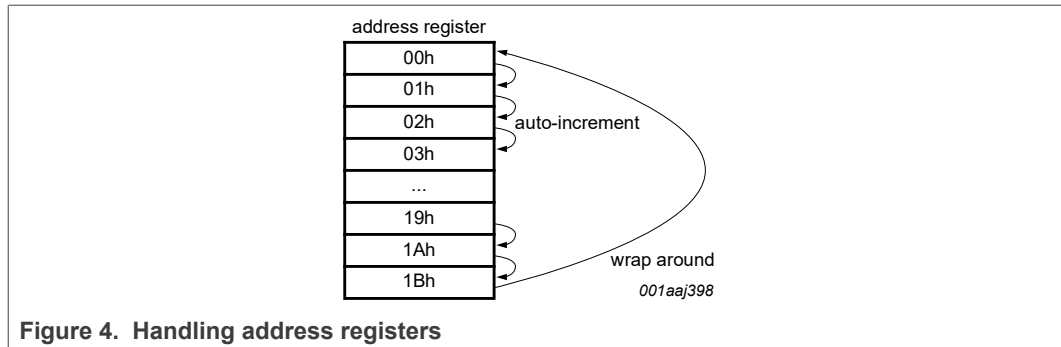 address register
00h
01h
02h
auto-increment
03h
...
19h
1Ah
wrap around
1Bh
001aaj398
Figure 4. Handling address registers